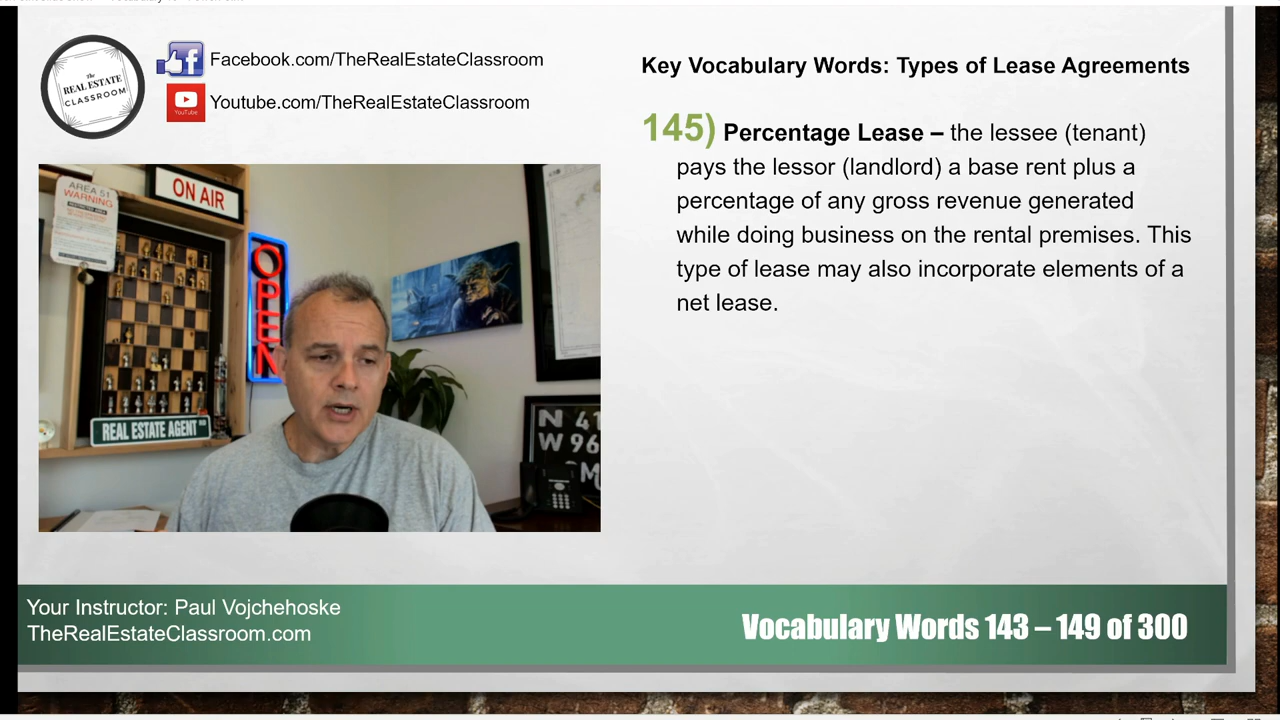 The
REAL ESTATE
CLASSROOM
Facebook.com/TheRealEstateClassroom
YouTube
Youtube.com/TheRealEstateClassroom
AREA 51
WARNING
ON AIR
OPEN
REAL ESTATE AGENT
N 41
W 96
Key Vocabulary Words: Types of Lease Agreements
145) Percentage Lease – the lessee (tenant)
pays the lessor (landlord) a base rent plus a
percentage of any gross revenue generated
while doing business on the rental premises. This
type of lease may also incorporate elements of a
net lease.
Your Instructor: Paul Vojchehoske
TheRealEstateClassroom.com
Vocabulary Words 143 – 149 of 300